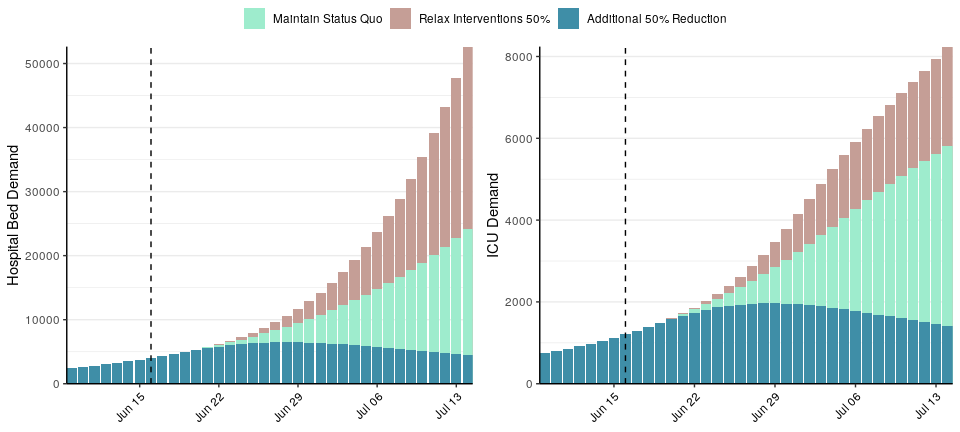 Maintain Status Quo Relax Interventions 50% Additional 50% Reduction
Hospital Bed Demand
50000
40000
30000
20000
10000
0
Jun 15 Jun 22 Jun 29 Jul 06 Jul 13
ICU Demand
8000
6000
4000
2000
0
Jun 15 Jun 22 Jun 29 Jul 06 Jul 13